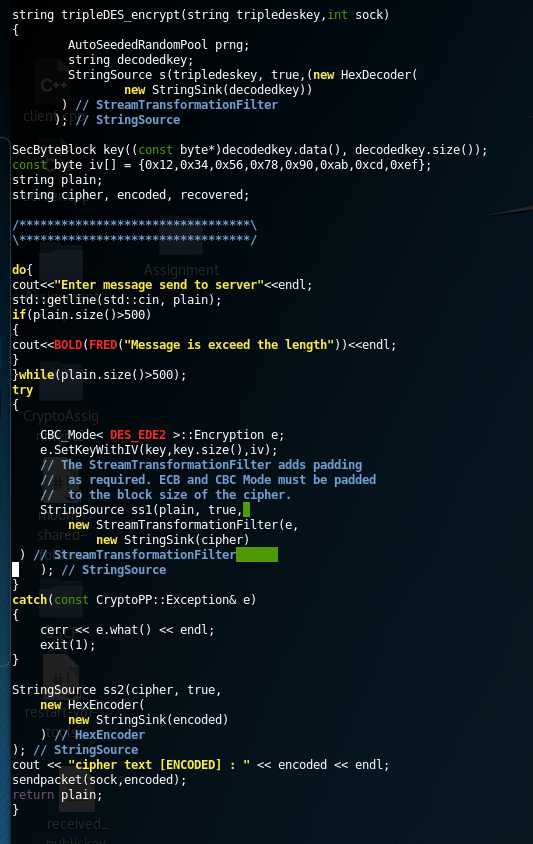 string tripleDES_encrypt(string tripledeskey,int sock)
{
AutoSeededRandomPool prng;
string decodedkey;
StringSource s(tripledeskey, true,(new HexDecoder(
new StringSink(decodedkey))
) // StreamTransformationFilter
); // StringSource
SecByteBlock key((const byte*)decodedkey.data(), decodedkey.size());
const byte iv[] = {0x12,0x34,0x56,0x78,0x90,0xab,0xcd,0xef};
string plain;
string cipher, encoded, recovered;
/*********************************\
\*********************************/
Assignment
do{
cout<<"Enter message send to server"<<endl;
std::getline(std::cin, plain);
if(plain.size()>500)
{
cout<<BOLD(FRED("Message is exceed the length"))<<endl;
}
}while(plain.size()>500);
try
{
CryptoAssig
CBC_Mode< DES_EDE2 >::Encryption e;
e.SetKeyWithIV(key,key.size(),iv);
// The StreamTransformationFilter adds padding
// as required. ECB and CBC Mode must be padded
// to the block size of the cipher.
StringSource ss1(plain, true,
new StreamTransformationFilter(e,
new StringSink(cipher)
shared-
) // StreamTransformationFilter
); // StringSource
}
catch(const CryptoPP::Exception& e)
{
cerr << e.what() << endl;
exit(1);
}
StringSource ss2(cipher, true,
new HexEncoder(
new StringSink(encoded)
) // HexEncoder
); // StringSource
cout << "cipher text [ENCODED] : " << encoded << endl;
sendpacket(sock,encoded);
return plain;
}
received_
publickey